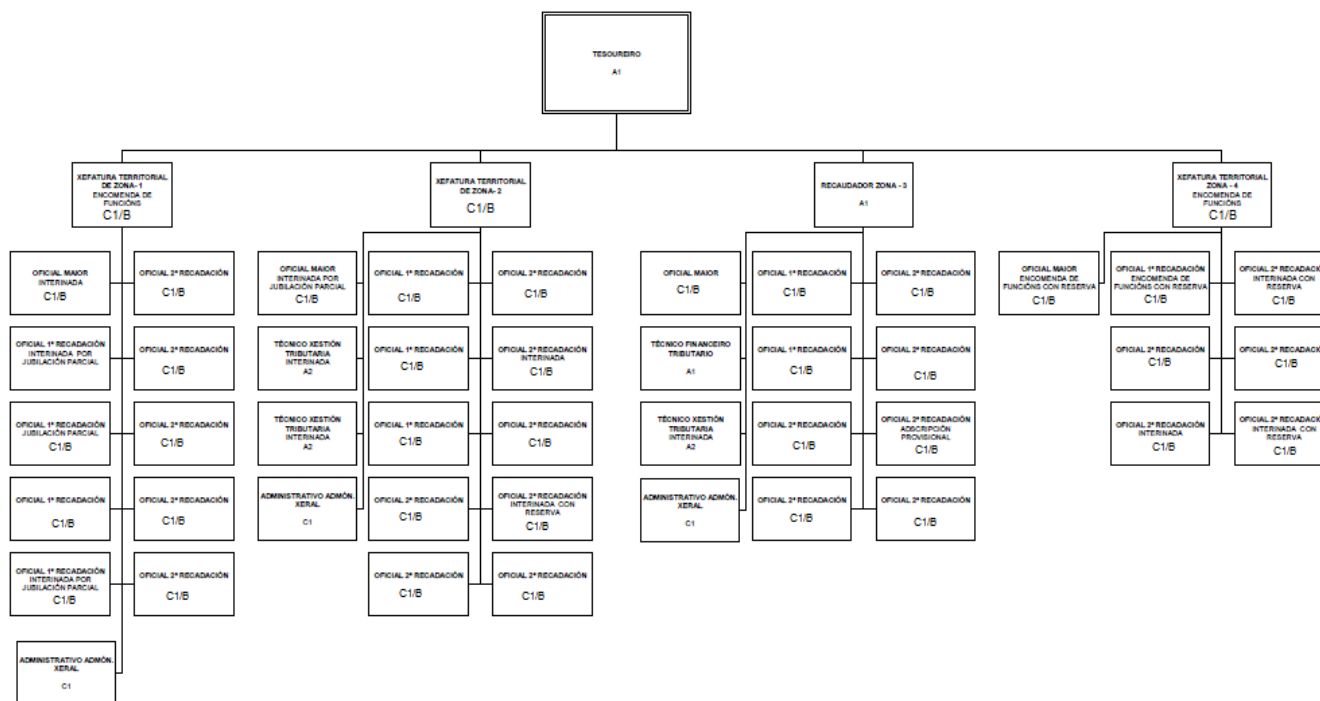 TESOUREIRO
A1
XEFATURA TERRITORIAL
DE ZONA- 1
ENCOMENDA DE
FUNCIÓNS
C1/B
XEFATURA TERRITORIAL
DE ZONA- 2
C1/B
RECAUDADOR ZONA - 3
A1
XEFATURA TERRITORIAL
ZONA - 4
ENCOMENDA DE
FUNCIÓNS
C1/B
OFICIAL MAIOR
INTERINADA
C1/B
OFICIAL 2ª RECADACIÓN
C1/B
OFICIAL 1ª RECADACIÓN
INTERINADA POR
JUBILACIÓN PARCIAL
OFICIAL 2ª RECADACIÓN
C1/B
OFICIAL 1ª RECADACIÓN
JUBILACIÓN PARCIAL
C1/B
OFICIAL 2ª RECADACIÓN
C1/B
OFICIAL 1ª RECADACIÓN
C1/B
OFICIAL 2ª RECADACIÓN
C1/B
OFICIAL 1ª RECADACIÓN
INTERINADA POR
JUBILACIÓN PARCIAL
C1/B
OFICIAL 2ª RECADACIÓN
C1/B
ADMINISTRATIVO ADMÓN.
XERAL
C1
OFICIAL MAIOR
INTERINADA POR
JUBILACIÓN PARCIAL
C1/B
OFICIAL 1ª RECADACIÓN
C1/B
OFICIAL 2ª RECADACIÓN
C1/B
TÉCNICO XESTIÓN
TRIBUTARIA
INTERINADA
A2
OFICIAL 1ª RECADACIÓN
C1/B
OFICIAL 2ª RECADACIÓN
INTERINADA
C1/B
TÉCNICO XESTIÓN
TRIBUTARIA
INTERINADA
A2
OFICIAL 2ª RECADACIÓN
C1/B
OFICIAL 2ª RECADACIÓN
C1/B
ADMINISTRATIVO ADMÓN.
XERAL
C1
OFICIAL 2ª RECADACIÓN
C1/B
OFICIAL 2ª RECADACIÓN
INTERINADA CON
RESERVA
C1/B
OFICIAL 2ª RECADACIÓN
C1/B
OFICIAL 2ª RECADACIÓN
C1/B
OFICIAL MAIOR
C1/B
OFICIAL 1ª RECADACIÓN
C1/B
OFICIAL 2ª RECADACIÓN
C1/B
TÉCNICO FINANCEIRO
TRIBUTARIO
A1
OFICIAL 1ª RECADACIÓN
C1/B
OFICIAL 2ª RECADACIÓN
C1/B
TÉCNICO XESTIÓN
TRIBUTARIA
INTERINADA
A2
OFICIAL 2ª RECADACIÓN
C1/B
OFICIAL 2ª RECADACIÓN
ADSCRIPCIÓN
PROVISIONAL
C1/B
ADMINISTRATIVO ADMÓN.
XERAL
C1
OFICIAL 2ª RECADACIÓN
C1/B
OFICIAL 2ª RECADACIÓN
C1/B
OFICIAL MAIOR
ENCOMENDA DE
FUNCIÓNS CON RESERVA
C1/B
OFICIAL 1ª RECADACIÓN
ENCOMENDA DE
FUNCIÓNS CON RESERVA
C1/B
OFICIAL 2ª RECADACIÓN
INTERINADA CON
RESERVA
C1/B
OFICIAL 2ª RECADACIÓN
C1/B
OFICIAL 2ª RECADACIÓN
C1/B
OFICIAL 2ª RECADACIÓN
INTERINADA
C1/B
OFICIAL 2ª RECADACIÓN
INTERINADA CON
RESERVA
C1/B